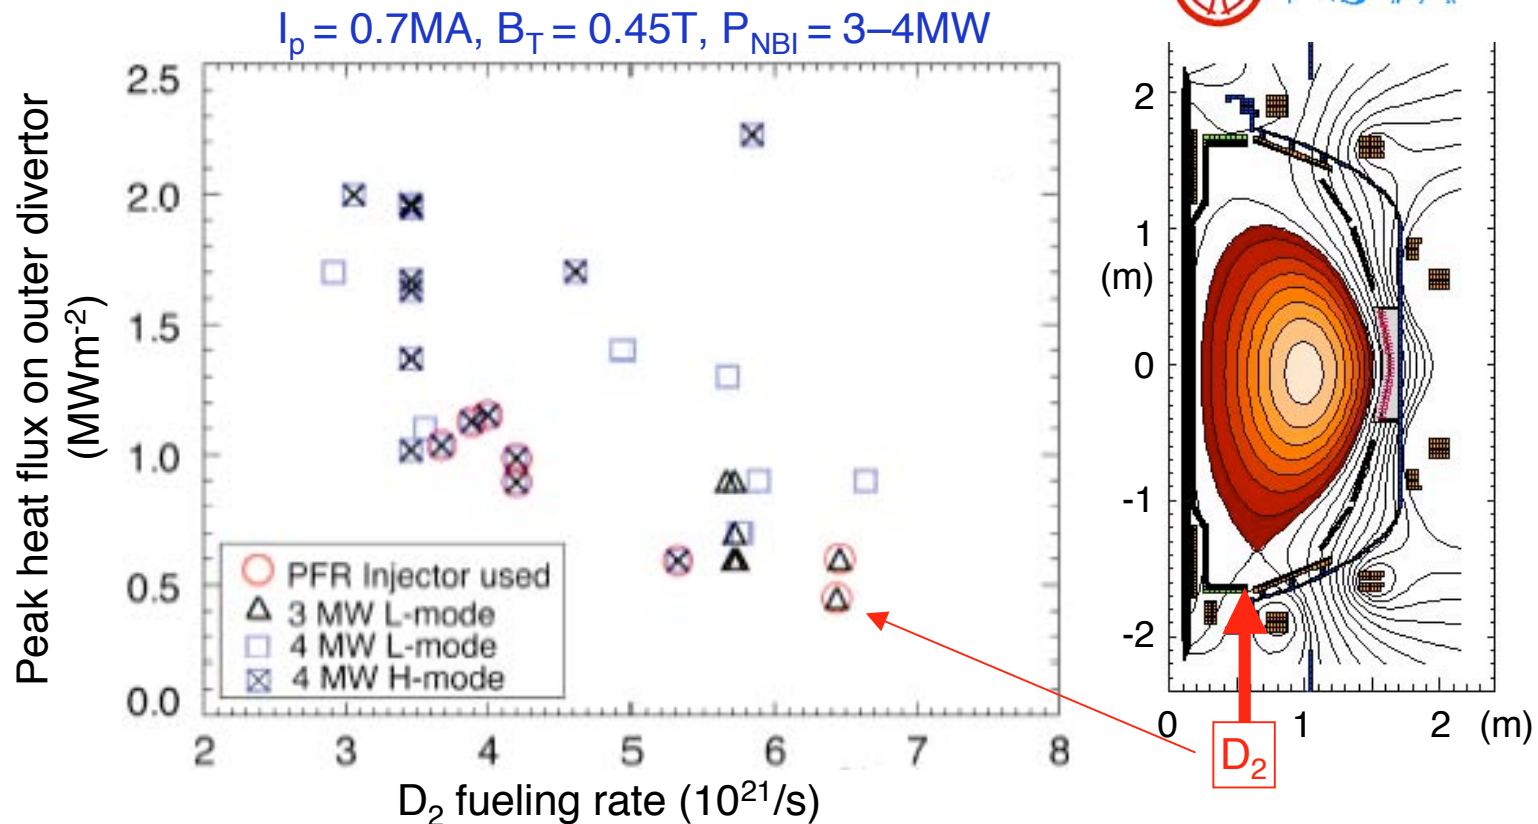 I_p = 0.7MA, B_T = 0.45T, P_NBI = 3–4MW
Peak heat flux on outer divertor
(MWm⁻²)
2.5
2.0
1.5
1.0
0.5
0.0
PFR Injector used
3 MW L-mode
4 MW L-mode
4 MW H-mode
2 3 4 5 6 7 8
D₂ fueling rate (10²¹/s)
2
1
(m)
0
-1
-2
0 1 2 (m)
D₂